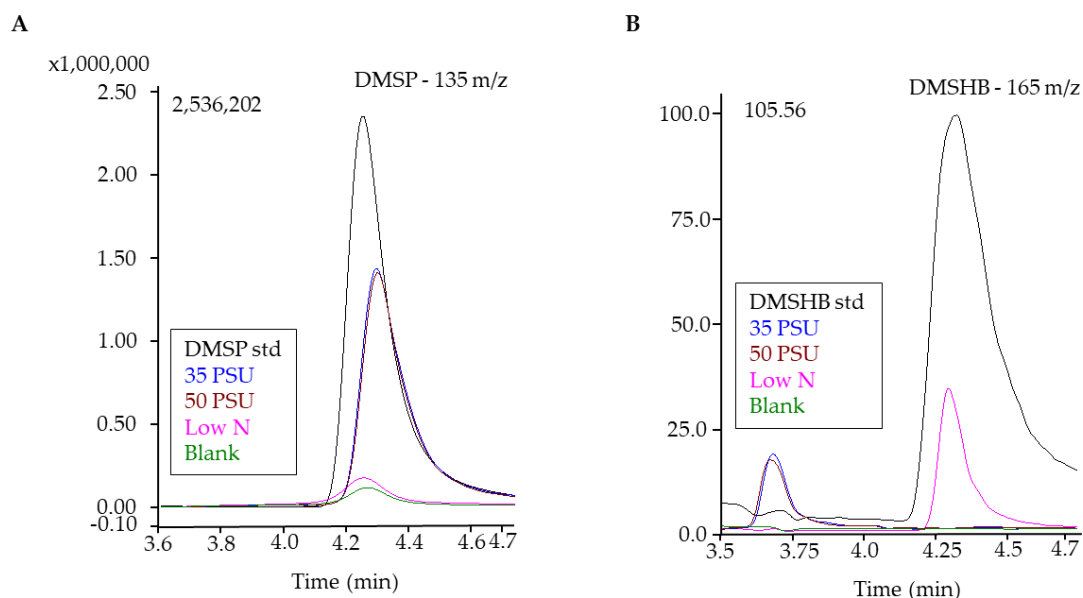 A
x1,000,000
DMSP - 135 m/z
2.50
2,536,202
2.00
1.50
1.00
0.50
0.00
-0.10
DMSP std
35 PSU
50 PSU
Low N
Blank
3.6 3.8 4.0 4.2 4.4 4.6 4.7
Time (min)
B
DMSHB - 165 m/z
100.0
105.56
75.0
50.0
25.0
0.0
DMSHB std
35 PSU
50 PSU
Low N
Blank
3.5 3.75 4.0 4.25 4.5 4.7
Time (min)